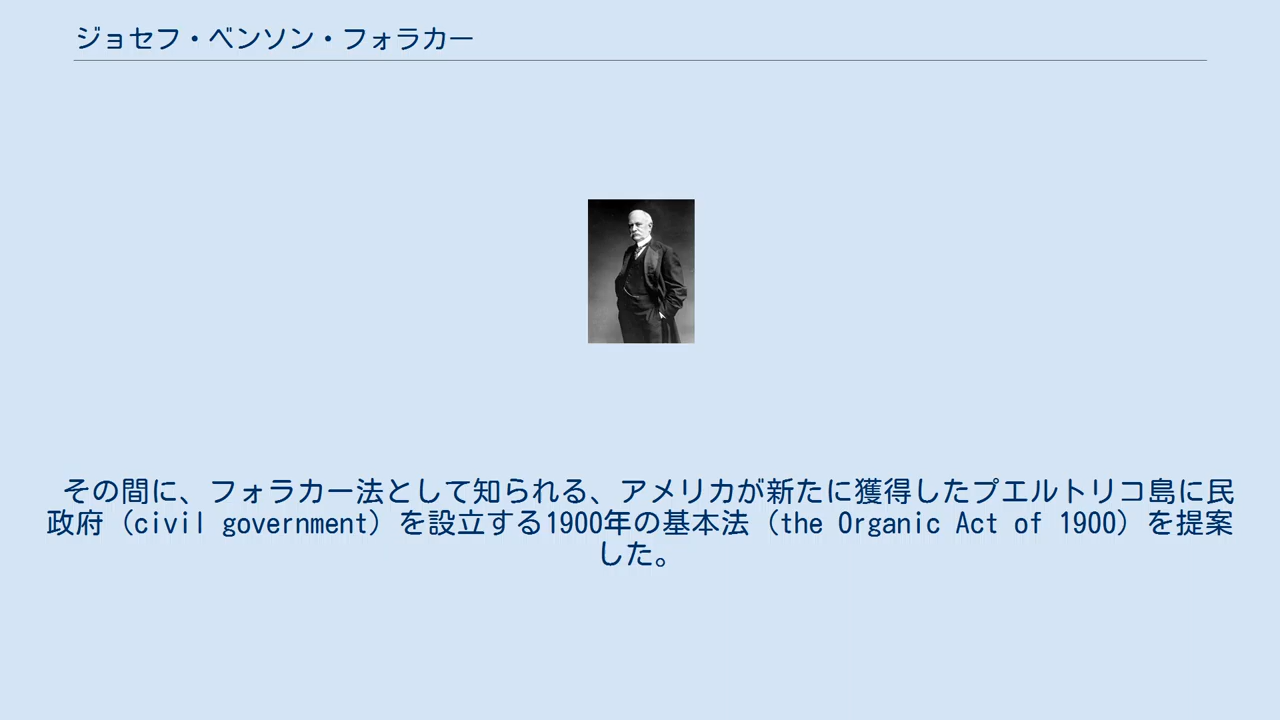 ジョセフ・ベンソン・フォラカー
その間に、フォラカー法として知られる、アメリカが新たに獲得したプエルトリコ島に民
政府（civil government）を設立する1900年の基本法（the Organic Act of 1900）を提案
した。